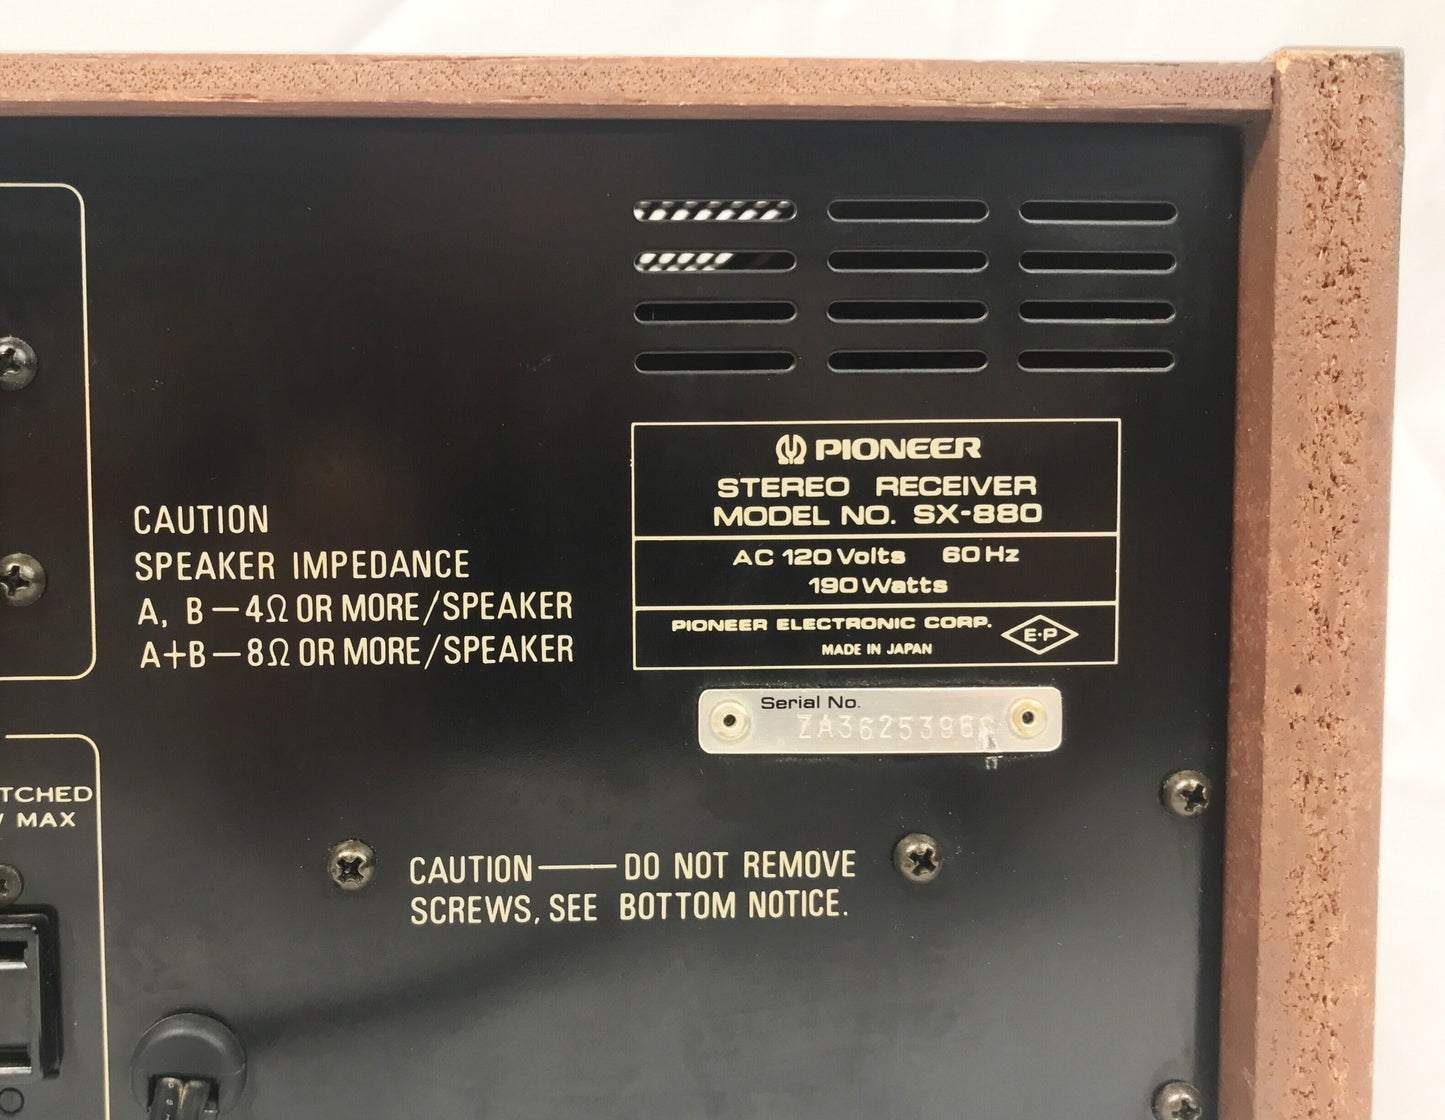 PIONEER
STEREO RECEIVER
MODEL NO. SX-880
AC 120 Volts 60 Hz
190 Watts
PIONEER ELECTRONIC CORP.
MADE IN JAPAN
E·P
CAUTION
SPEAKER IMPEDANCE
A, B—4Ω OR MORE/SPEAKER
A+B—8Ω OR MORE/SPEAKER
Serial No.
TCHED
MAX
CAUTION——DO NOT REMOVE
SCREWS, SEE BOTTOM NOTICE.